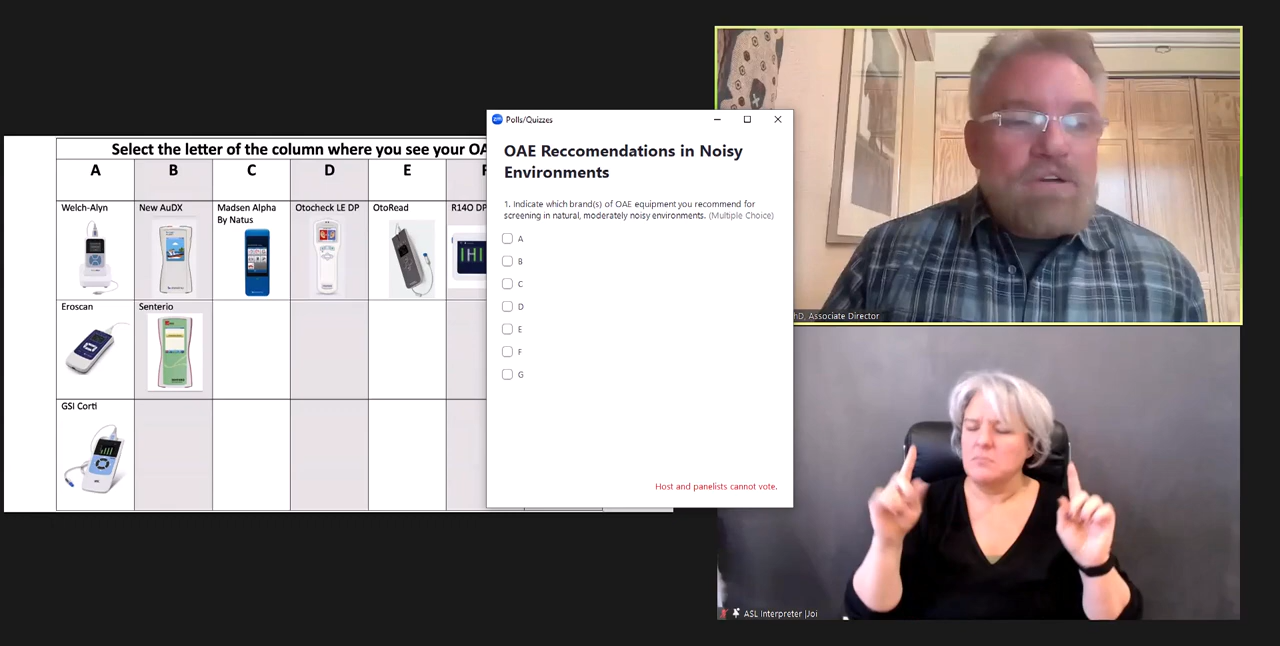 Select the letter of the column where you see your OA
A B C D E F
Welch-Alyn
New AuDX
Madsen Alpha
By Natus
Otocheck LE DP
OtoRead
R14O DP
Eroscan
Senterio
GSI Corti
Polls/Quizzes
OAE Reccomendations in Noisy
Environments
1. Indicate which brand(s) of OAE equipment you recommend for
screening in natural, moderately noisy environments. (Multiple Choice)
A
B
C
D
E
F
G
Host and panelists cannot vote.
hD, Associate Director
ASL Interpreter |Joi